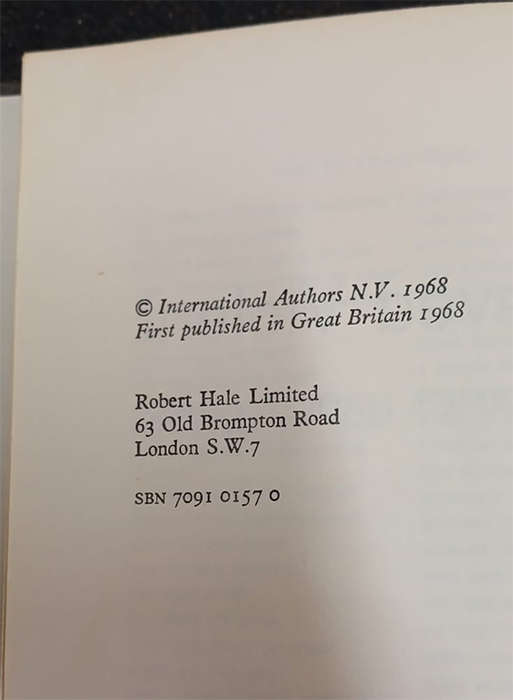 © International Authors N.V. 1968
First published in Great Britain 1968
Robert Hale Limited
63 Old Brompton Road
London S.W.7
SBN 7091 0157 0